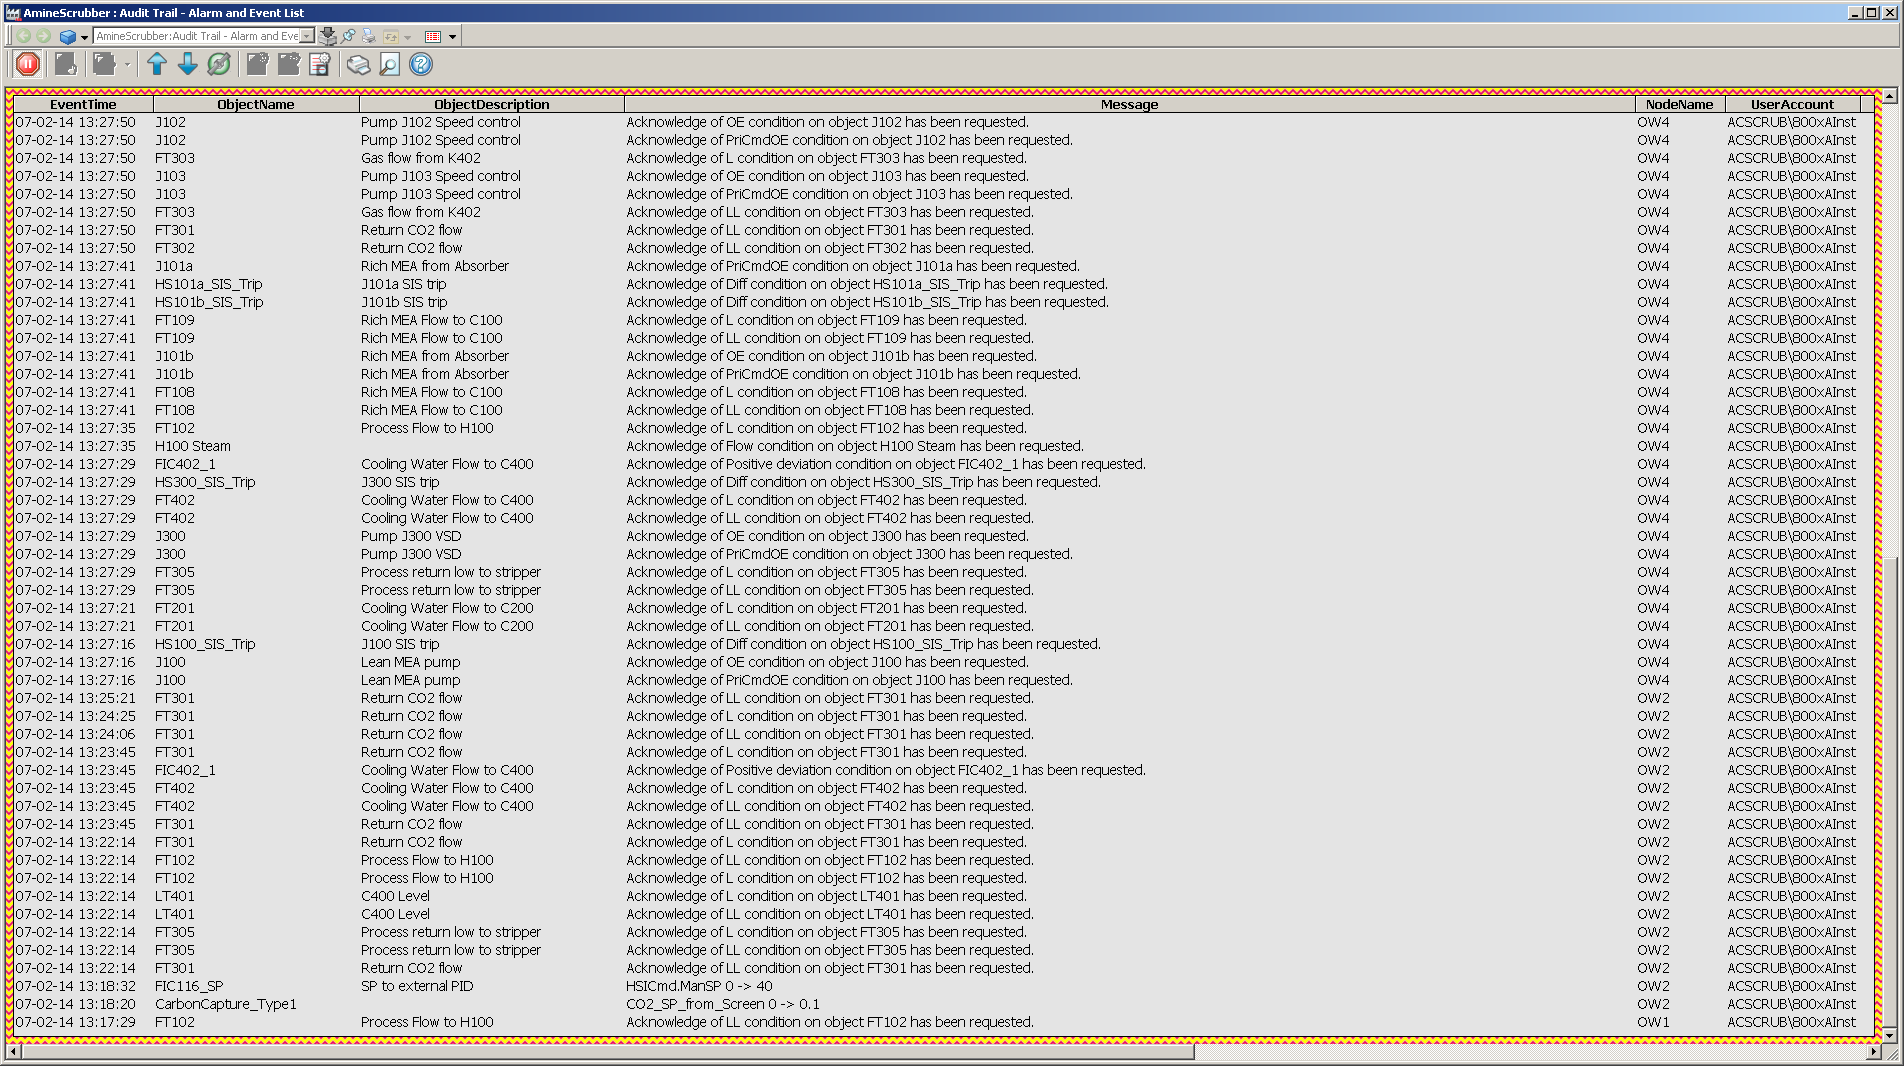 AmineScrubber : Audit Trail - Alarm and Event List
AmineScrubber:Audit Trail - Alarm and Eve
EventTime ObjectName ObjectDescription Message NodeName UserAccount
07-02-14 13:27:50 J102 Pump J102 Speed control Acknowledge of OE condition on object J102 has been requested. OW4 ACSCRUB\800xAInst
07-02-14 13:27:50 J102 Pump J102 Speed control Acknowledge of PriCmdOE condition on object J102 has been requested. OW4 ACSCRUB\800xAInst
07-02-14 13:27:50 FT303 Gas flow from K402 Acknowledge of L condition on object FT303 has been requested. OW4 ACSCRUB\800xAInst
07-02-14 13:27:50 J103 Pump J103 Speed control Acknowledge of OE condition on object J103 has been requested. OW4 ACSCRUB\800xAInst
07-02-14 13:27:50 J103 Pump J103 Speed control Acknowledge of PriCmdOE condition on object J103 has been requested. OW4 ACSCRUB\800xAInst
07-02-14 13:27:50 FT303 Gas flow from K402 Acknowledge of LL condition on object FT303 has been requested. OW4 ACSCRUB\800xAInst
07-02-14 13:27:50 FT301 Return CO2 flow Acknowledge of LL condition on object FT301 has been requested. OW4 ACSCRUB\800xAInst
07-02-14 13:27:50 FT302 Return CO2 flow Acknowledge of LL condition on object FT302 has been requested. OW4 ACSCRUB\800xAInst
07-02-14 13:27:41 J101a Rich MEA from Absorber Acknowledge of PriCmdOE condition on object J101a has been requested. OW4 ACSCRUB\800xAInst
07-02-14 13:27:41 HS101a_SIS_Trip J101a SIS trip Acknowledge of Diff condition on object HS101a_SIS_Trip has been requested. OW4 ACSCRUB\800xAInst
07-02-14 13:27:41 HS101b_SIS_Trip J101b SIS trip Acknowledge of Diff condition on object HS101b_SIS_Trip has been requested. OW4 ACSCRUB\800xAInst
07-02-14 13:27:41 FT109 Rich MEA Flow to C100 Acknowledge of L condition on object FT109 has been requested. OW4 ACSCRUB\800xAInst
07-02-14 13:27:41 FT109 Rich MEA Flow to C100 Acknowledge of LL condition on object FT109 has been requested. OW4 ACSCRUB\800xAInst
07-02-14 13:27:41 J101b Rich MEA from Absorber Acknowledge of OE condition on object J101b has been requested. OW4 ACSCRUB\800xAInst
07-02-14 13:27:41 J101b Rich MEA from Absorber Acknowledge of PriCmdOE condition on object J101b has been requested. OW4 ACSCRUB\800xAInst
07-02-14 13:27:41 FT108 Rich MEA Flow to C100 Acknowledge of L condition on object FT108 has been requested. OW4 ACSCRUB\800xAInst
07-02-14 13:27:41 FT108 Rich MEA Flow to C100 Acknowledge of LL condition on object FT108 has been requested. OW4 ACSCRUB\800xAInst
07-02-14 13:27:35 FT102 Process Flow to H100 Acknowledge of L condition on object FT102 has been requested. OW4 ACSCRUB\800xAInst
07-02-14 13:27:35 H100 Steam Acknowledge of Flow condition on object H100 Steam has been requested. OW4 ACSCRUB\800xAInst
07-02-14 13:27:29 FIC402_1 Cooling Water Flow to C400 Acknowledge of Positive deviation condition on object FIC402_1 has been requested. OW4 ACSCRUB\800xAInst
07-02-14 13:27:29 HS300_SIS_Trip J300 SIS trip Acknowledge of Diff condition on object HS300_SIS_Trip has been requested. OW4 ACSCRUB\800xAInst
07-02-14 13:27:29 FT402 Cooling Water Flow to C400 Acknowledge of L condition on object FT402 has been requested. OW4 ACSCRUB\800xAInst
07-02-14 13:27:29 FT402 Cooling Water Flow to C400 Acknowledge of LL condition on object FT402 has been requested. OW4 ACSCRUB\800xAInst
07-02-14 13:27:29 J300 Pump J300 VSD Acknowledge of OE condition on object J300 has been requested. OW4 ACSCRUB\800xAInst
07-02-14 13:27:29 J300 Pump J300 VSD Acknowledge of PriCmdOE condition on object J300 has been requested. OW4 ACSCRUB\800xAInst
07-02-14 13:27:29 FT305 Process return low to stripper Acknowledge of L condition on object FT305 has been requested. OW4 ACSCRUB\800xAInst
07-02-14 13:27:29 FT305 Process return low to stripper Acknowledge of LL condition on object FT305 has been requested. OW4 ACSCRUB\800xAInst
07-02-14 13:27:21 FT201 Cooling Water Flow to C200 Acknowledge of L condition on object FT201 has been requested. OW4 ACSCRUB\800xAInst
07-02-14 13:27:21 FT201 Cooling Water Flow to C200 Acknowledge of LL condition on object FT201 has been requested. OW4 ACSCRUB\800xAInst
07-02-14 13:27:16 HS100_SIS_Trip J100 SIS trip Acknowledge of Diff condition on object HS100_SIS_Trip has been requested. OW4 ACSCRUB\800xAInst
07-02-14 13:27:16 J100 Lean MEA pump Acknowledge of OE condition on object J100 has been requested. OW4 ACSCRUB\800xAInst
07-02-14 13:27:16 J100 Lean MEA pump Acknowledge of PriCmdOE condition on object J100 has been requested. OW4 ACSCRUB\800xAInst
07-02-14 13:25:21 FT301 Return CO2 flow Acknowledge of LL condition on object FT301 has been requested. OW2 ACSCRUB\800xAInst
07-02-14 13:24:25 FT301 Return CO2 flow Acknowledge of L condition on object FT301 has been requested. OW2 ACSCRUB\800xAInst
07-02-14 13:24:06 FT301 Return CO2 flow Acknowledge of LL condition on object FT301 has been requested. OW2 ACSCRUB\800xAInst
07-02-14 13:23:45 FT301 Return CO2 flow Acknowledge of L condition on object FT301 has been requested. OW2 ACSCRUB\800xAInst
07-02-14 13:23:45 FIC402_1 Cooling Water Flow to C400 Acknowledge of Positive deviation condition on object FIC402_1 has been requested. OW2 ACSCRUB\800xAInst
07-02-14 13:23:45 FT402 Cooling Water Flow to C400 Acknowledge of L condition on object FT402 has been requested. OW2 ACSCRUB\800xAInst
07-02-14 13:23:45 FT402 Cooling Water Flow to C400 Acknowledge of LL condition on object FT402 has been requested. OW2 ACSCRUB\800xAInst
07-02-14 13:23:45 FT301 Return CO2 flow Acknowledge of LL condition on object FT301 has been requested. OW2 ACSCRUB\800xAInst
07-02-14 13:22:14 FT301 Return CO2 flow Acknowledge of L condition on object FT301 has been requested. OW2 ACSCRUB\800xAInst
07-02-14 13:22:14 FT102 Process Flow to H100 Acknowledge of LL condition on object FT102 has been requested. OW2 ACSCRUB\800xAInst
07-02-14 13:22:14 FT102 Process Flow to H100 Acknowledge of L condition on object FT102 has been requested. OW2 ACSCRUB\800xAInst
07-02-14 13:22:14 LT401 C400 Level Acknowledge of L condition on object LT401 has been requested. OW2 ACSCRUB\800xAInst
07-02-14 13:22:14 LT401 C400 Level Acknowledge of LL condition on object LT401 has been requested. OW2 ACSCRUB\800xAInst
07-02-14 13:22:14 FT305 Process return low to stripper Acknowledge of L condition on object FT305 has been requested. OW2 ACSCRUB\800xAInst
07-02-14 13:22:14 FT305 Process return low to stripper Acknowledge of LL condition on object FT305 has been requested. OW2 ACSCRUB\800xAInst
07-02-14 13:22:14 FT301 Return CO2 flow Acknowledge of LL condition on object FT301 has been requested. OW2 ACSCRUB\800xAInst
07-02-14 13:18:32 FIC116_SP SP to external PID HSICmd.ManSP 0 -> 40 OW2 ACSCRUB\800xAInst
07-02-14 13:18:20 CarbonCapture_Type1 CO2_SP_from_Screen 0 -> 0.1 OW2 ACSCRUB\800xAInst
07-02-14 13:17:29 FT102 Process Flow to H100 Acknowledge of LL condition on object FT102 has been requested. OW1 ACSCRUB\800xAInst